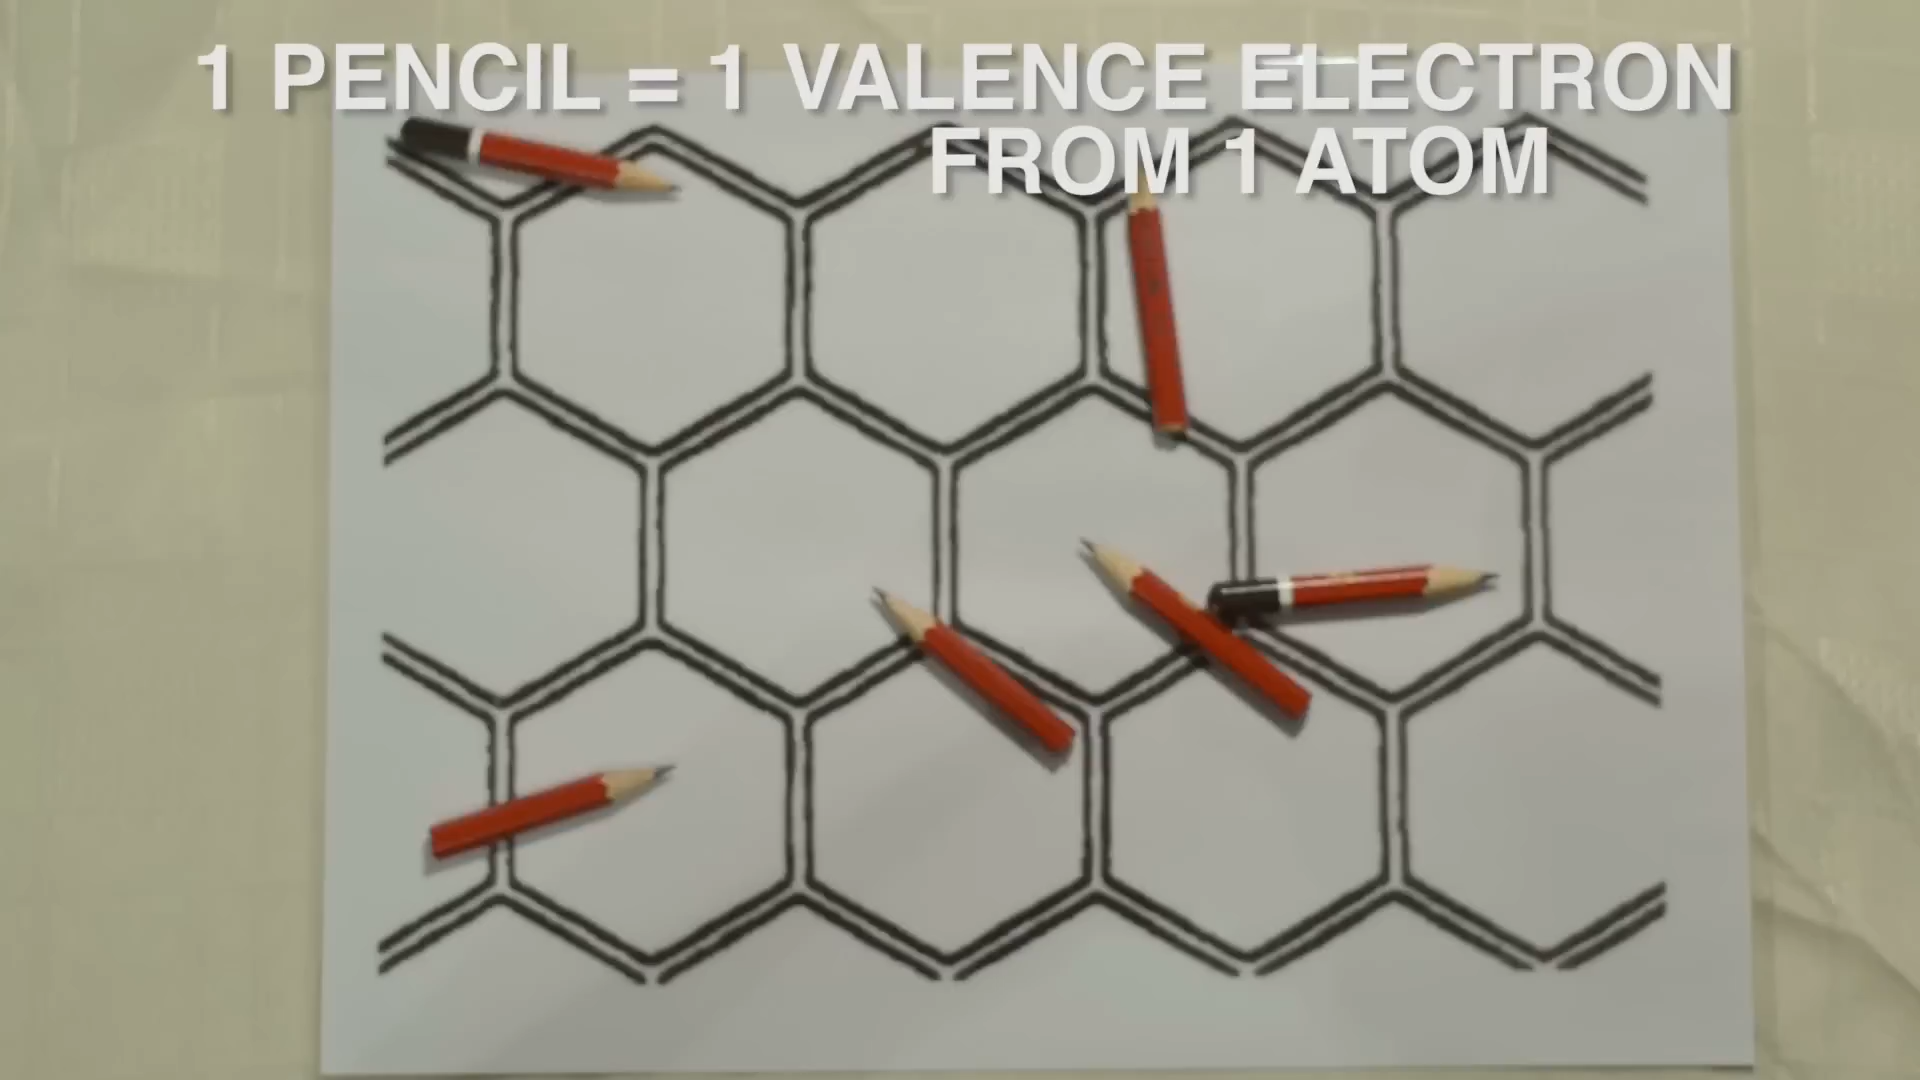 1 PENCIL = 1 VALENCE ELECTRON
FROM 1 ATOM